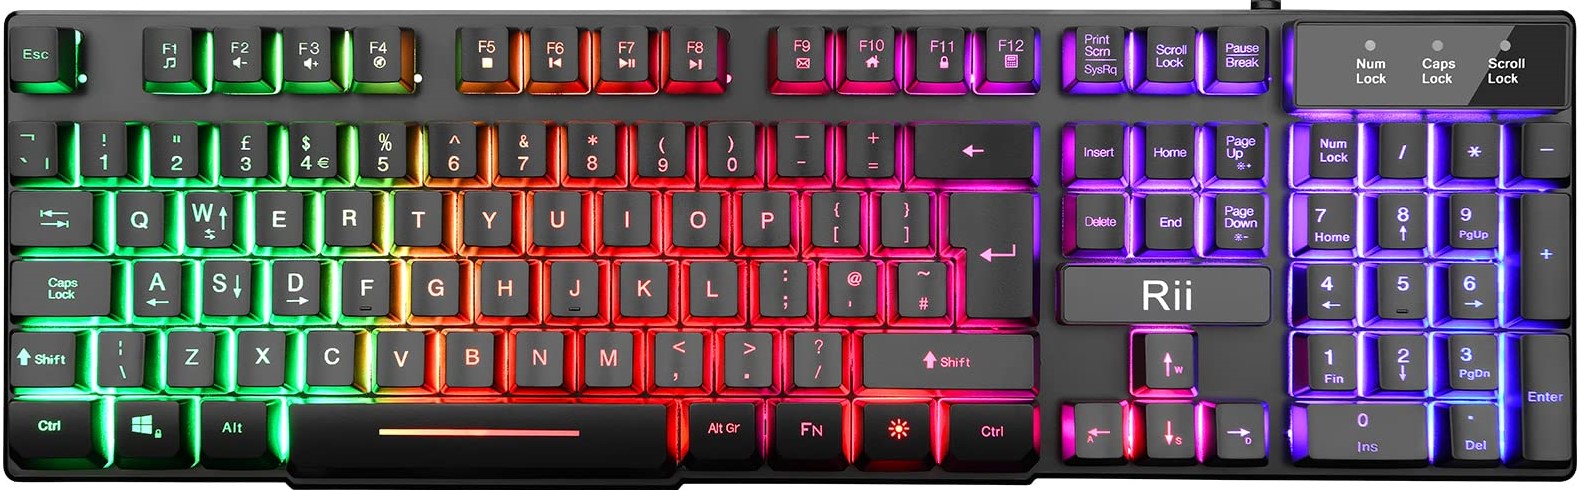 Esc F1 F2 F3 F4 F5 F6 F7 F8 F9 F10 F11 F12
Print Scrn SysRq
Scroll Lock
Pause Break
Num Lock
Caps Lock
Scroll Lock
¬ ` ¦
! 1
" 2
£ 3
$ 4 €
% 5
^ 6
& 7
* 8
( 9
) 0
_ -
+ =
←
Insert
Home
Page Up
Num Lock
/
*
-
Q W E R T Y U I O P { [ } ]
Delete
End
Page Down
7 Home
8 ↑
9 PgUp
+
Caps Lock
A ← S ↓ D → F G H J K L : ; @ ' ~ #
Rii
4 ←
5
6 →
Shift
¦ \
Z X C V B N M < , > . ? /
Shift
↑ W
1 Fin
2 ↓
3 PgDn
Enter
Ctrl
Alt
Alt Gr
FN
Ctrl
← A
↓ S
→ D
0 Ins
. Del